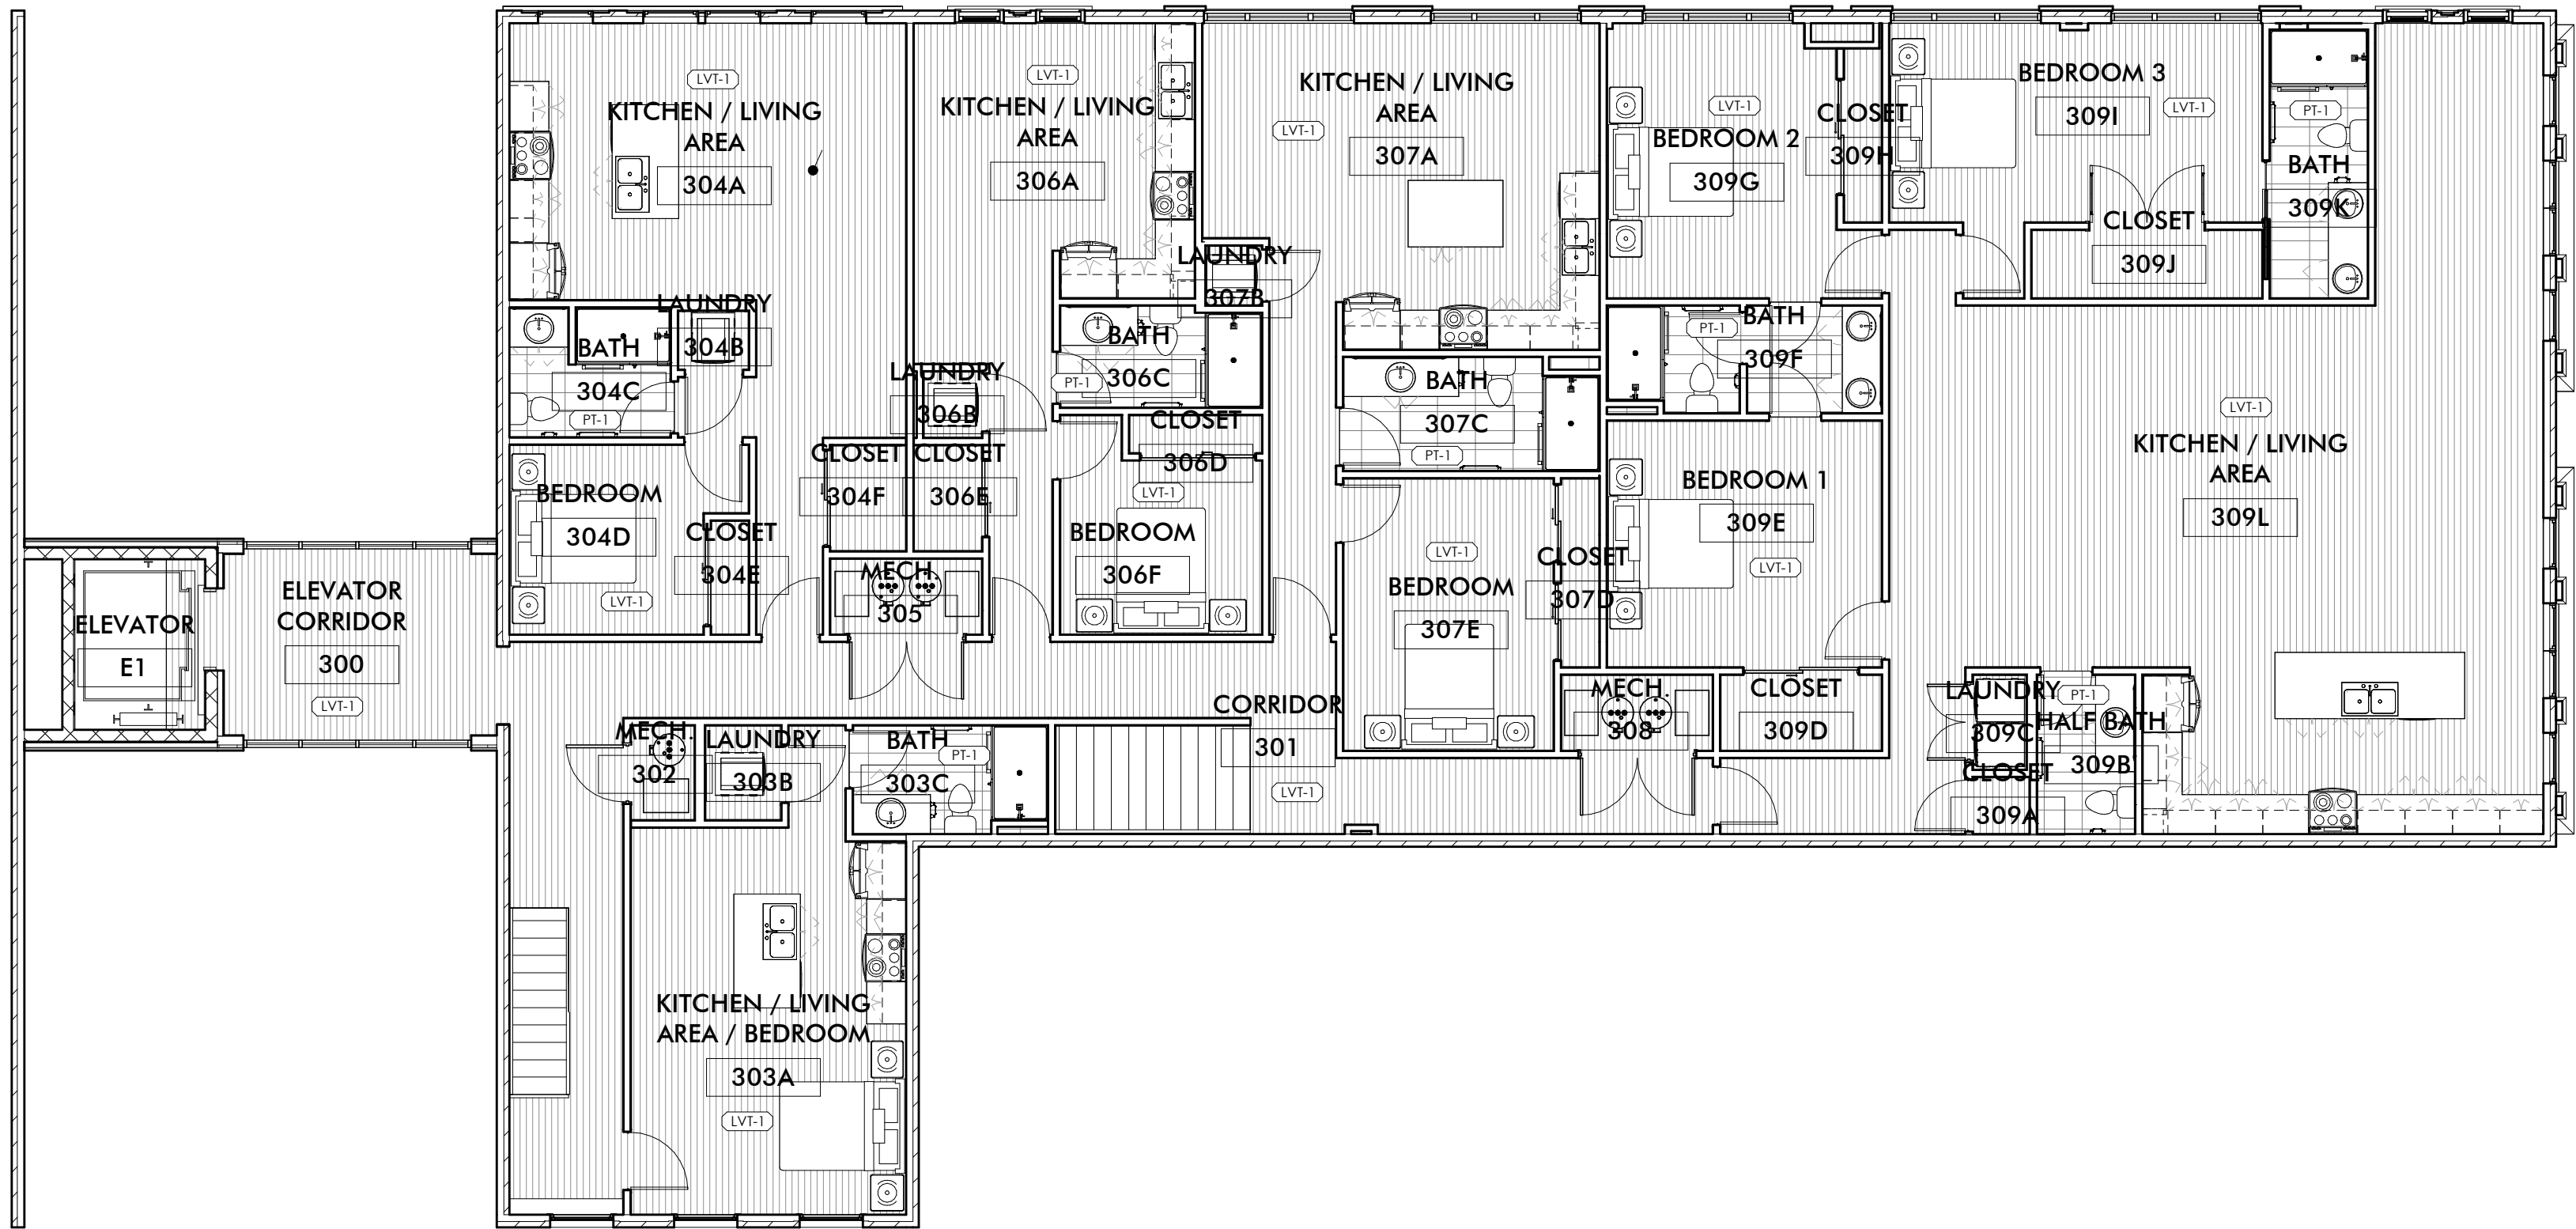 LVT-1
KITCHEN / LIVING
AREA
304A
LVT-1
KITCHEN / LIVING
AREA
306A
KITCHEN / LIVING
AREA
307A
LVT-1
LVT-1
BEDROOM 2
309G
CLOSET
309H
BEDROOM 3
309I
LVT-1
PT-1
BATH
309K
CLOSET
309J
LAUNDRY
304B
BATH
304C
PT-1
LAUNDRY
307B
BATH
306C
PT-1
LAUNDRY
306B
BATH
307C
PT-1
PT-1
BATH
309F
LVT-1
KITCHEN / LIVING
AREA
309L
BEDROOM
304D
LVT-1
CLOSET
304E
CLOSET
304F
CLOSET
306E
CLOSET
306D
LVT-1
BEDROOM
306F
MECH.
305
LVT-1
BEDROOM
307E
CLOSET
307D
BEDROOM 1
309E
LVT-1
ELEVATOR
E1
ELEVATOR
CORRIDOR
300
LVT-1
MECH.
302
LAUNDRY
303B
BATH
303C
PT-1
CORRIDOR
301
LVT-1
MECH.
308
CLOSET
309D
LAUNDRY
309C
PT-1
HALF BATH
309B
CLOSET
309A
KITCHEN / LIVING
AREA / BEDROOM
303A
LVT-1